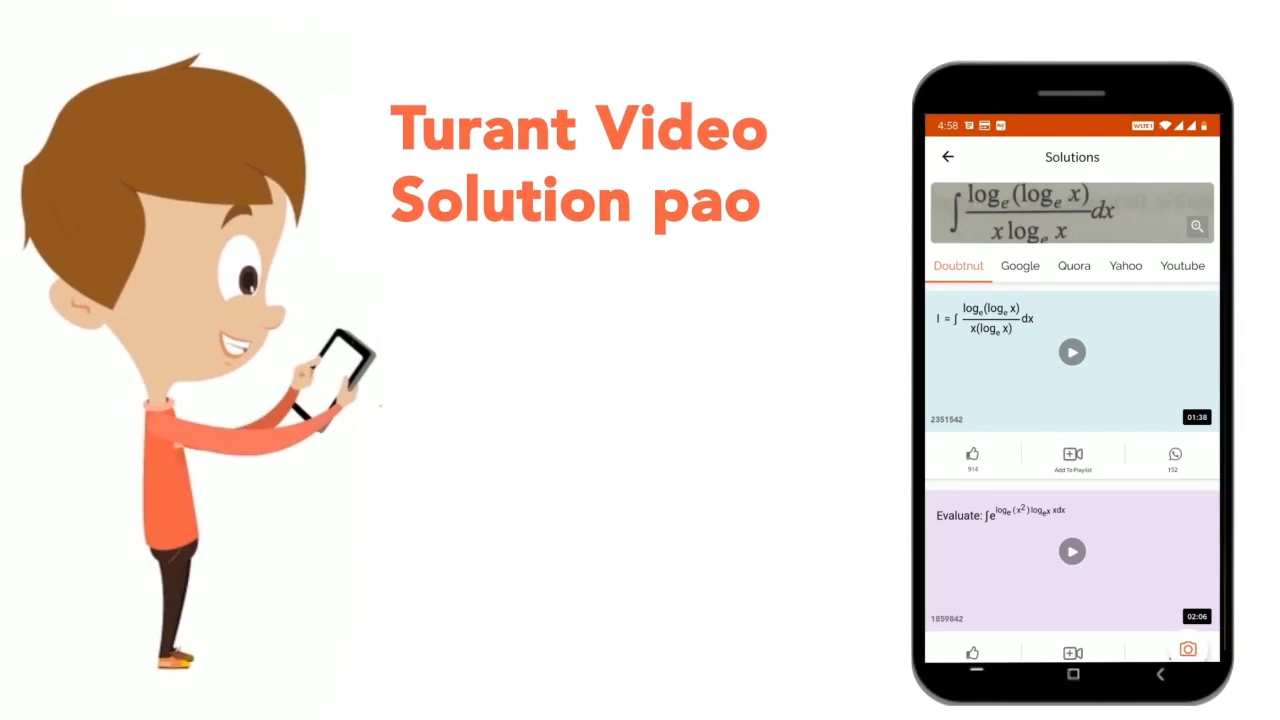 Turant Video
Solution pao
4:58
VoLTE1
Solutions
∫ logₑ(logₑ x) / x logₑ x dx
Doubtnut Google Quora Yahoo Youtube
I = ∫ logₑ(logₑ x) / x(logₑ x) dx
2351542 01:38
914 Add To Playlist 152
Evaluate: ∫e^logₑ(x²)logₑx xdx
1859842 02:06